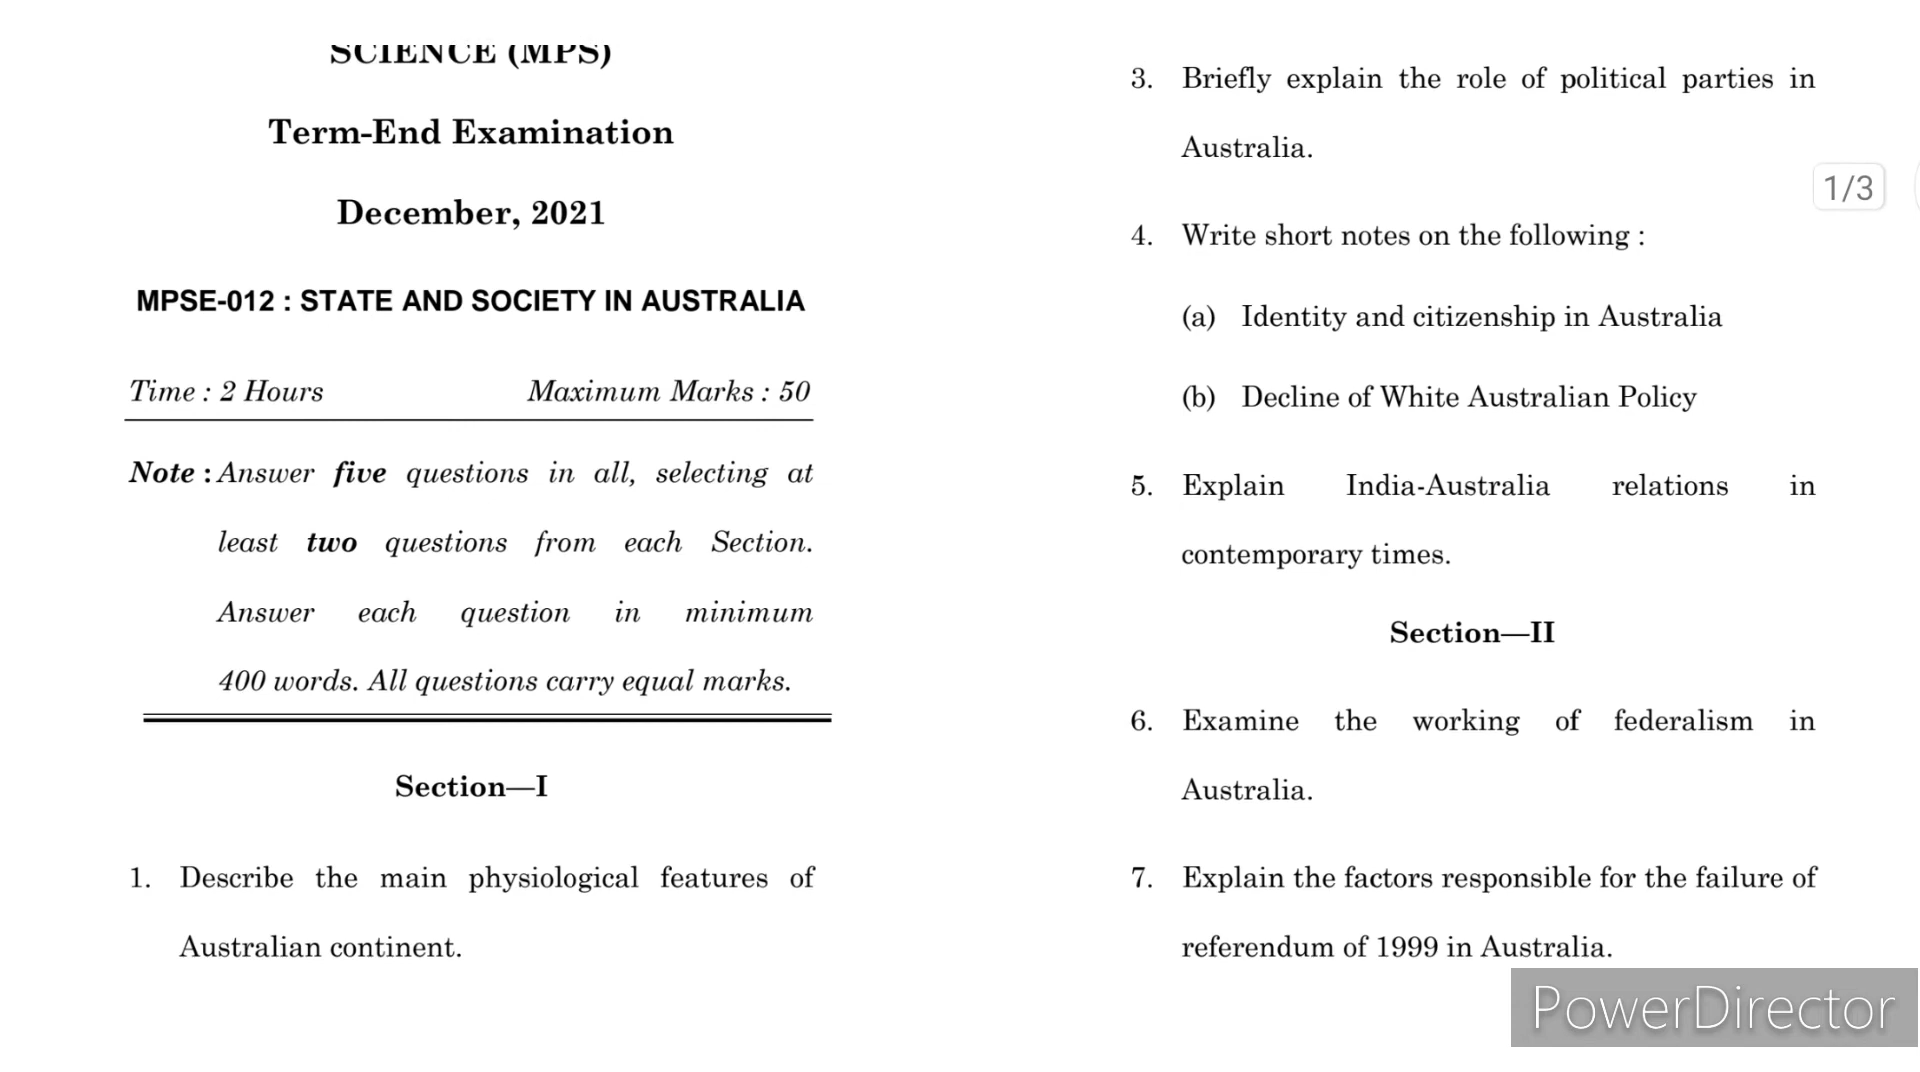 SCIENCE (MPS)
Term-End Examination
December, 2021
MPSE-012 : STATE AND SOCIETY IN AUSTRALIA
Time : 2 Hours Maximum Marks : 50
Note : Answer five questions in all, selecting at
least two questions from each Section.
Answer each question in minimum
400 words. All questions carry equal marks.
Section—I
1. Describe the main physiological features of
Australian continent.
3. Briefly explain the role of political parties in
Australia.
1/3
4. Write short notes on the following :
(a) Identity and citizenship in Australia
(b) Decline of White Australian Policy
5. Explain India-Australia relations in
contemporary times.
Section—II
6. Examine the working of federalism in
Australia.
7. Explain the factors responsible for the failure of
referendum of 1999 in Australia.
PowerDirector